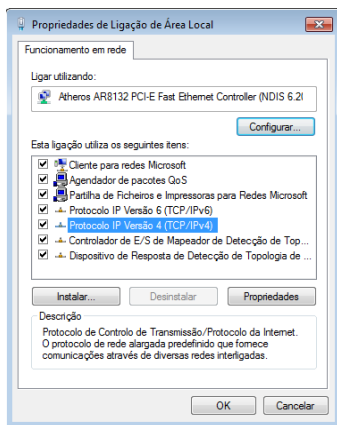 Propriedades de Ligação de Área Local
Funcionamento em rede
Ligar utilizando:
Atheros AR8132 PCI-E Fast Ethernet Controller (NDIS 6.2(
Configurar...
Esta ligação utiliza os seguintes itens:
Cliente para redes Microsoft
Agendador de pacotes QoS
Partilha de Ficheiros e Impressoras para Redes Microsoft
Protocolo IP Versão 6 (TCP/IPv6)
Protocolo IP Versão 4 (TCP/IPv4)
Controlador de E/S de Mapeador de Detecção de Top...
Dispositivo de Resposta de Detecção de Topologia de ...
Instalar...
Desinstalar
Propriedades
Descrição
Protocolo de Controlo de Transmissão/Protocolo da Internet.
O protocolo de rede alargada predefinido que fornece
comunicações através de diversas redes interligadas.
OK
Cancelar